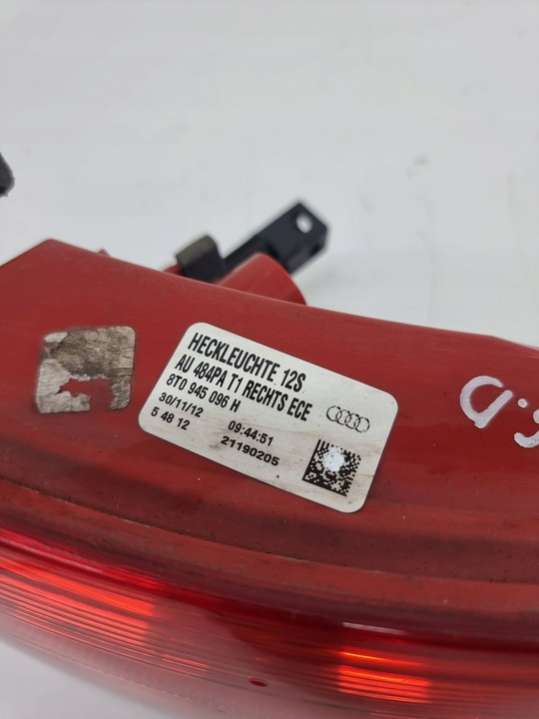 HECKLEUCHTE 12S
AU 484PA T1 RECHTS ECE
8T0 945 096 H
30/11/12 09:44:51
5 48 12 21190205